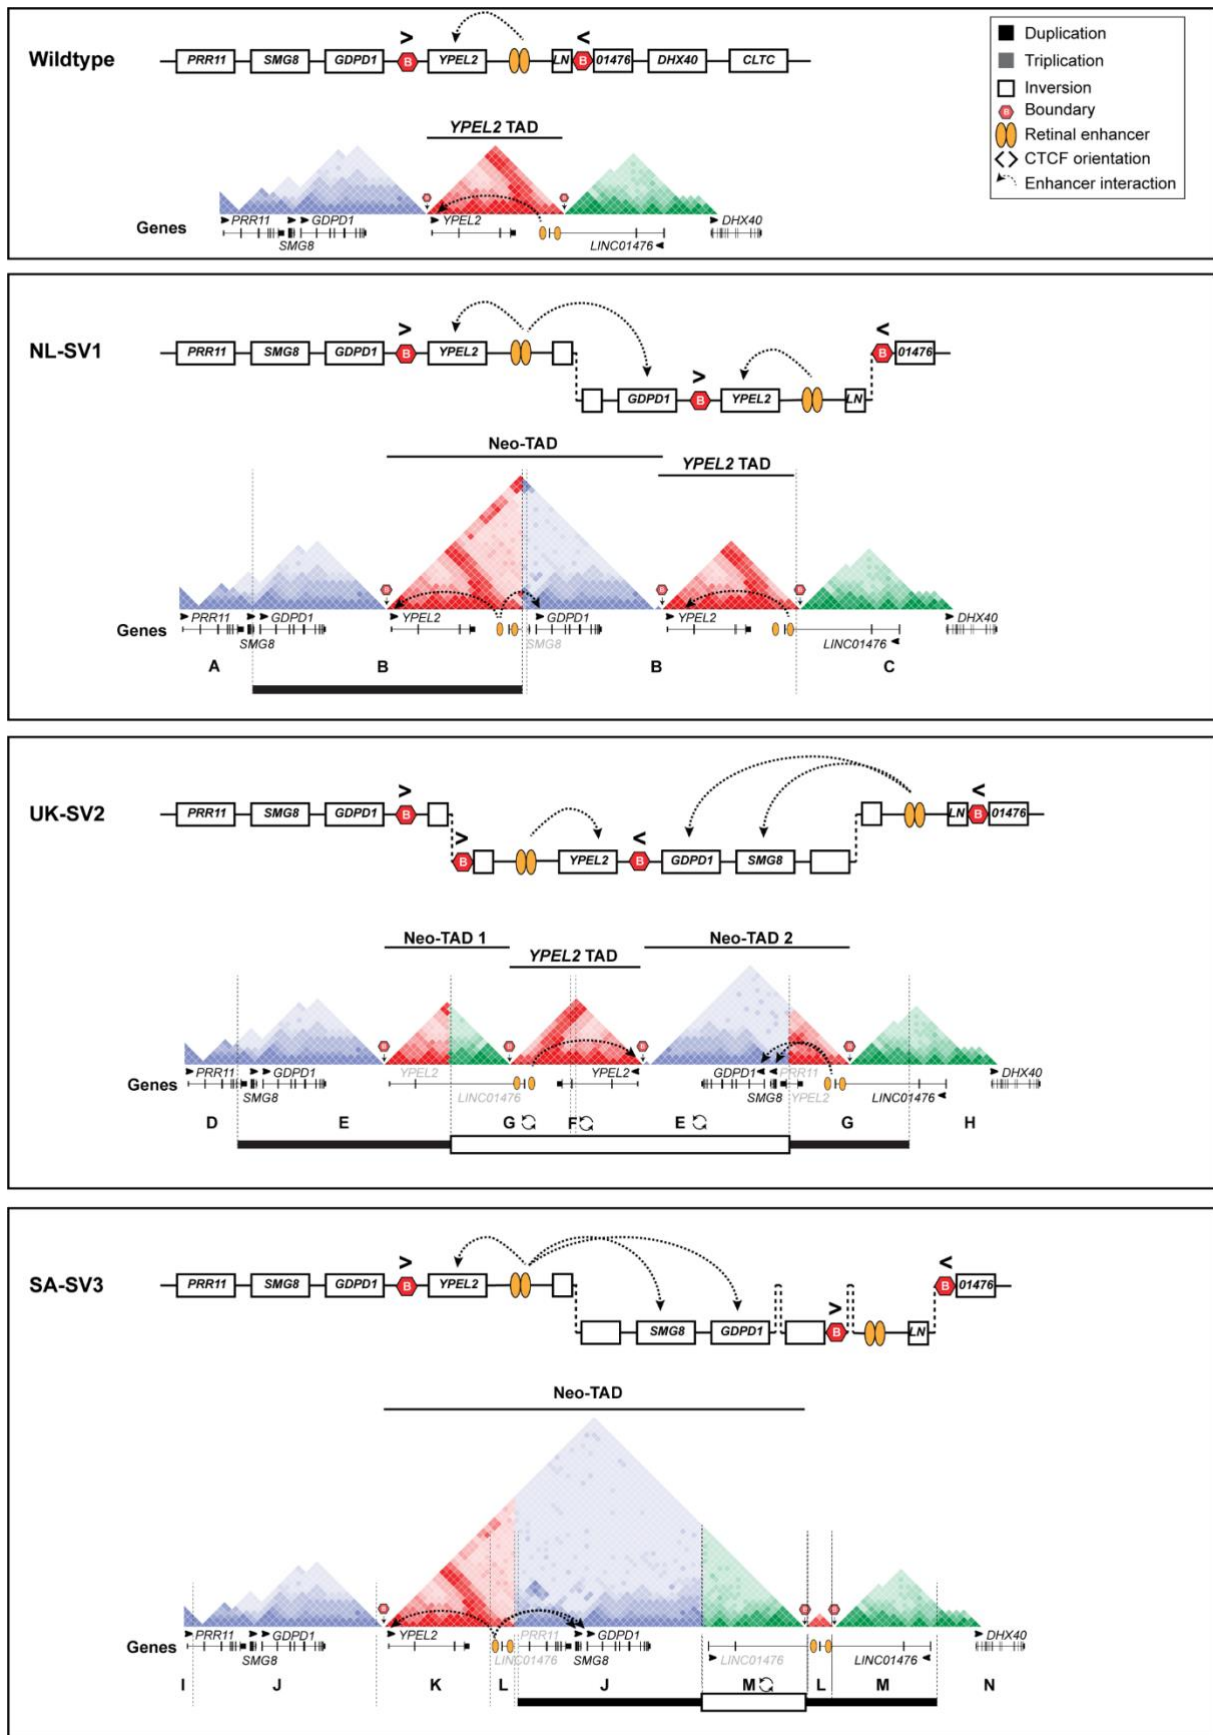 Wildtype
> <
PRR11 SMG8 GDPD1 B YPEL2 LN B 01476 DHX40 CLTC
Duplication
Triplication
Inversion
Boundary
Retinal enhancer
<> CTCF orientation
Enhancer interaction
YPEL2 TAD
B B
Genes
PRR11 GDPD1 YPEL2 DHX40
SMG8 LINC01476
NL-SV1
> <
PRR11 SMG8 GDPD1 B YPEL2 B 01476
>
GDPD1 B YPEL2 LN
Neo-TAD
YPEL2 TAD
B B B
Genes
PRR11 GDPD1 YPEL2 GDPD1 YPEL2 DHX40
SMG8 SMG8 LINC01476
A B B C
UK-SV2
> <
PRR11 SMG8 GDPD1 B LN B 01476
> <
B YPEL2 B GDPD1 SMG8
Neo-TAD 1 Neo-TAD 2
YPEL2 TAD
B B B B
Genes
PRR11 GDPD1 YPEL2 YPEL2 GDPD1 PRR11 DHX40
SMG8 LINC01476 SMG8 YPEL2 LINC01476
D E G F E G H
SA-SV3
> <
PRR11 SMG8 GDPD1 B YPEL2 B 01476
>
SMG8 GDPD1 B LN
Neo-TAD
B B B
Genes
PRR11 GDPD1 YPEL2 PRR11 GDPD1 DHX40
SMG8 LINC01476 SMG8 LINC01476 LINC01476
I J K L J M L M N